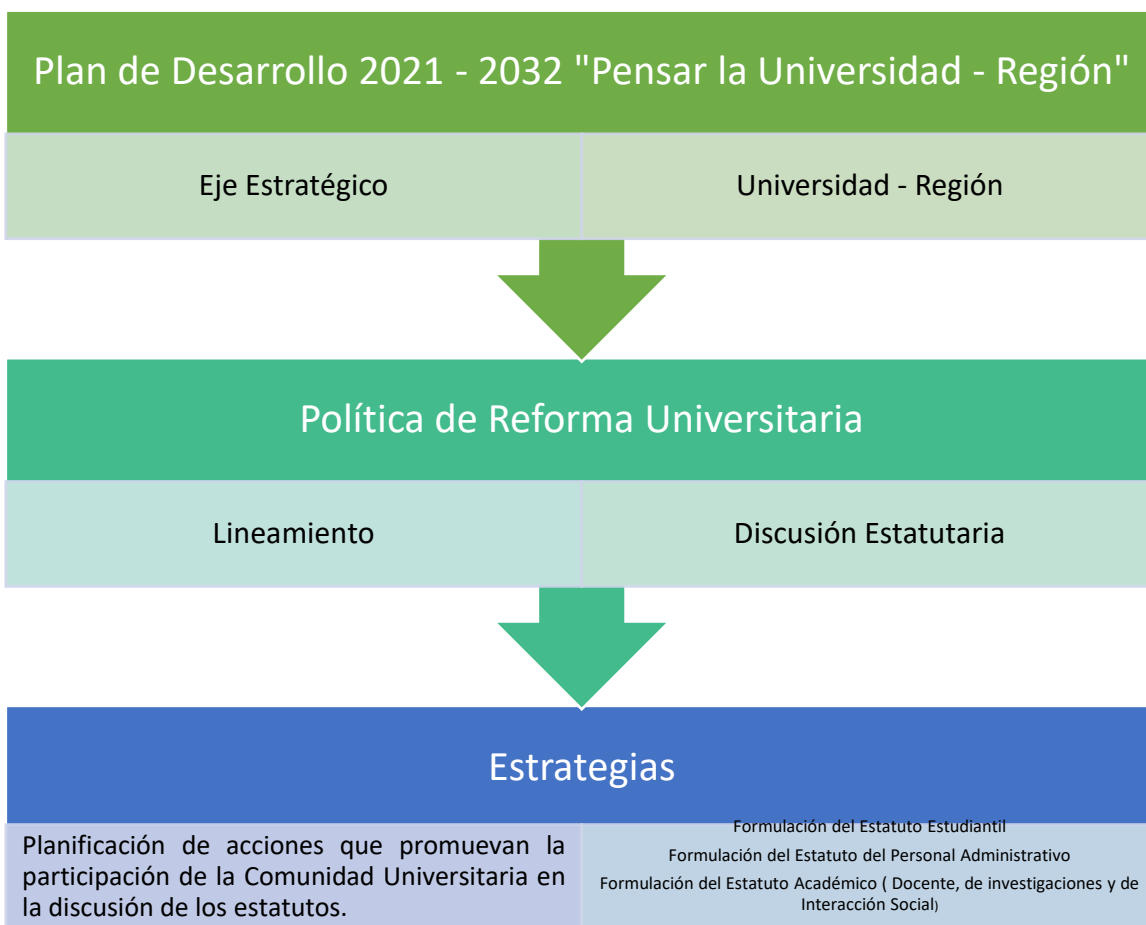 Plan de Desarrollo 2021 - 2032 "Pensar la Universidad - Región"
Eje Estratégico
Universidad - Región
Política de Reforma Universitaria
Lineamiento
Discusión Estatutaria
Estrategias
Planificación de acciones que promuevan la
participación de la Comunidad Universitaria en
la discusión de los estatutos.
Formulación del Estatuto Estudiantil
Formulación del Estatuto del Personal Administrativo
Formulación del Estatuto Académico ( Docente, de investigaciones y de
Interacción Social)